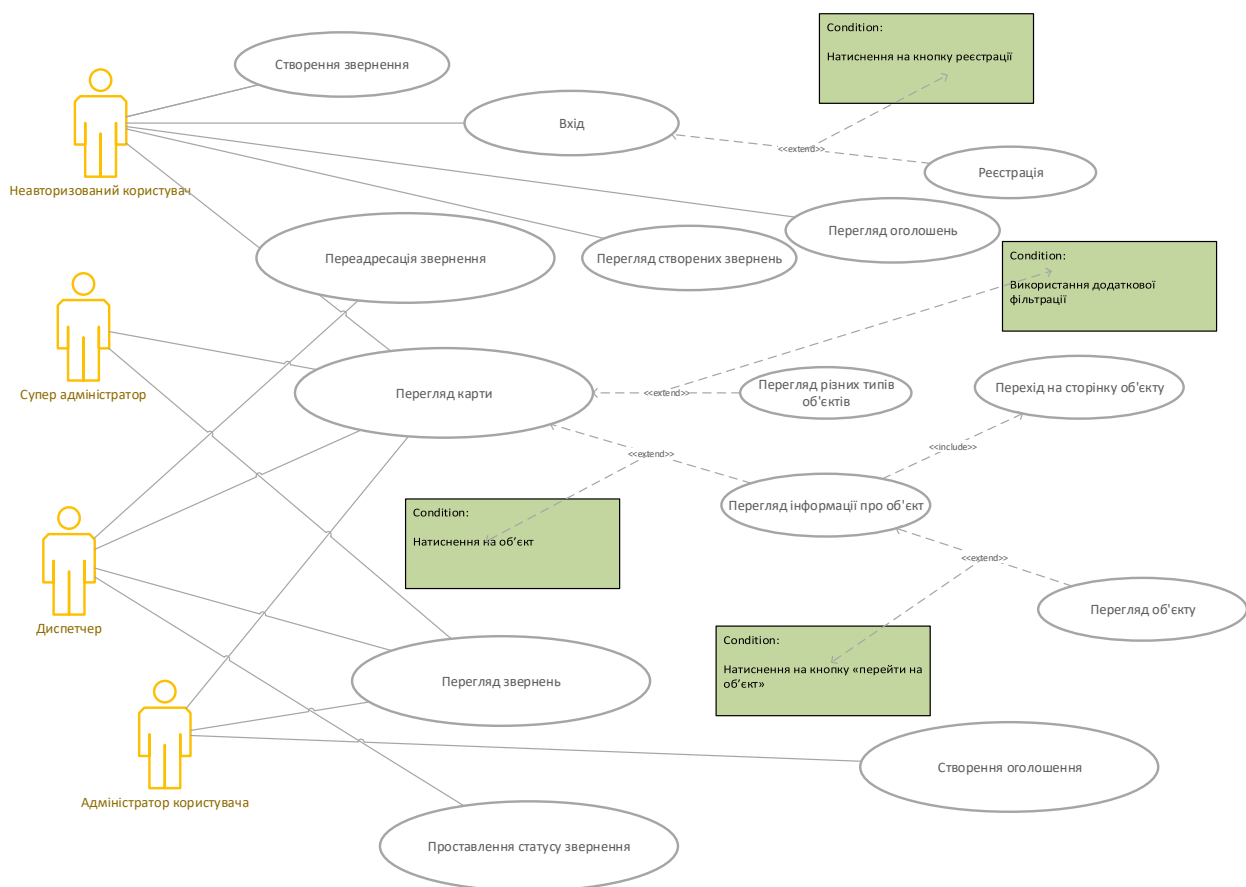 Condition:
Натиснення на кнопку реєстрації
Створення звернення
Вхід
<<extend>>
Реєстрація
Неавторизований користувач
Перегляд оголошень
Переадресація звернення
Перегляд створених звернень
Condition:
Використання додаткової
фільтрації
Супер адміністратор
Перегляд карти
<<extend>>
Перегляд різних типів
об'єктів
Перехід на сторінку об'єкту
<<extend>>
<<include>>
Condition:
Натиснення на об’єкт
Перегляд інформації про об'єкт
<<extend>>
Диспетчер
Перегляд об'єкту
Condition:
Натиснення на кнопку «перейти на
об’єкт»
Перегляд звернень
Створення оголошення
Адміністратор користувача
Проставлення статусу звернення